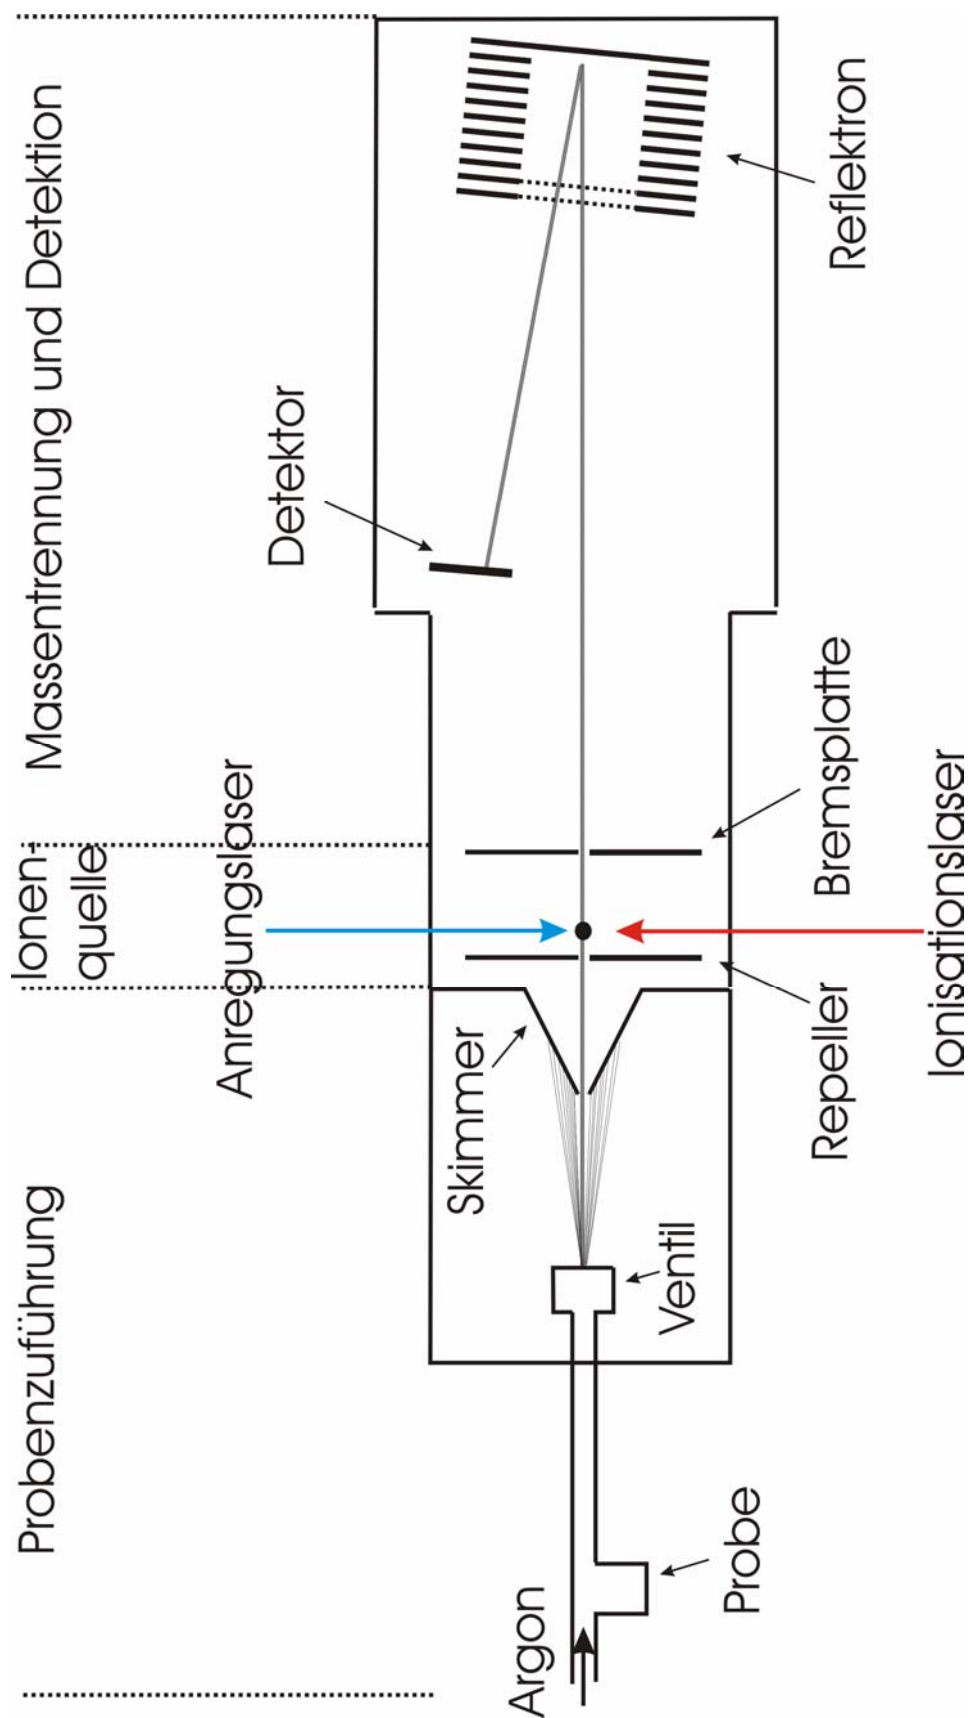 Probenzuführung
Ionen-
quelle
Massentrennung und Detektion
Anregungslaser
Detektor
Skimmer
Argon
Probe
Ventil
Repeller
Bremsplatte
Reflektron
Ionisationslaser